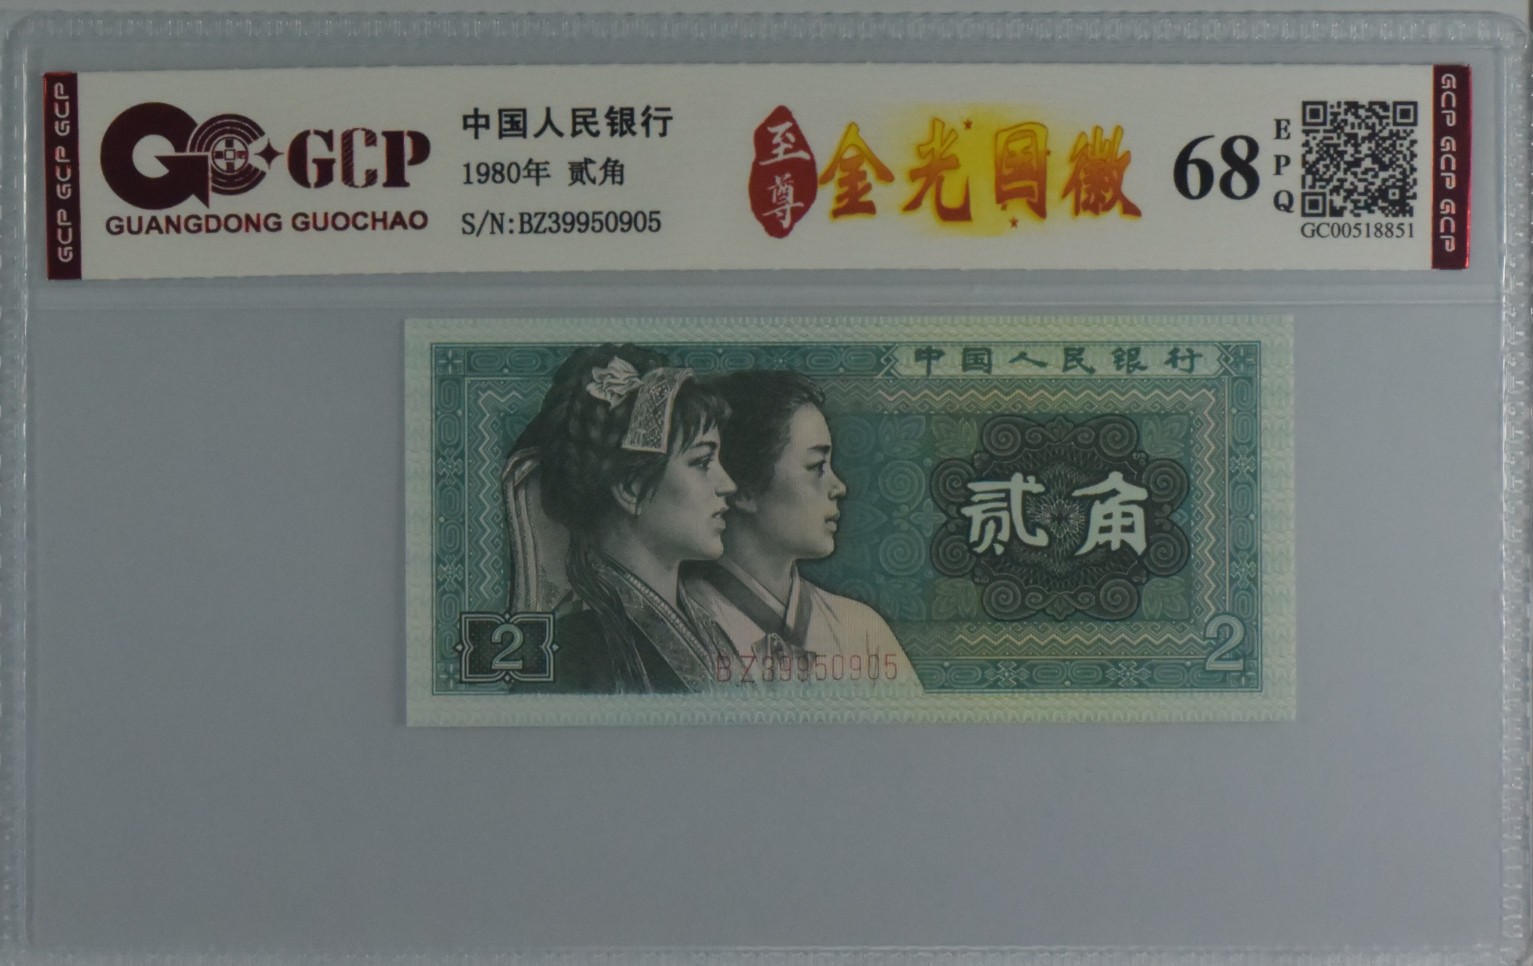 GCP GCP GCP
GCP
GUANGDONG GUOCHAO
中国人民银行
1980年 贰角
S/N:BZ39950905
至尊
金光国徽
68
EPQ
GC00518851
GCP GCP GCP
中国人民银行
贰角
2
2
BZ39950905